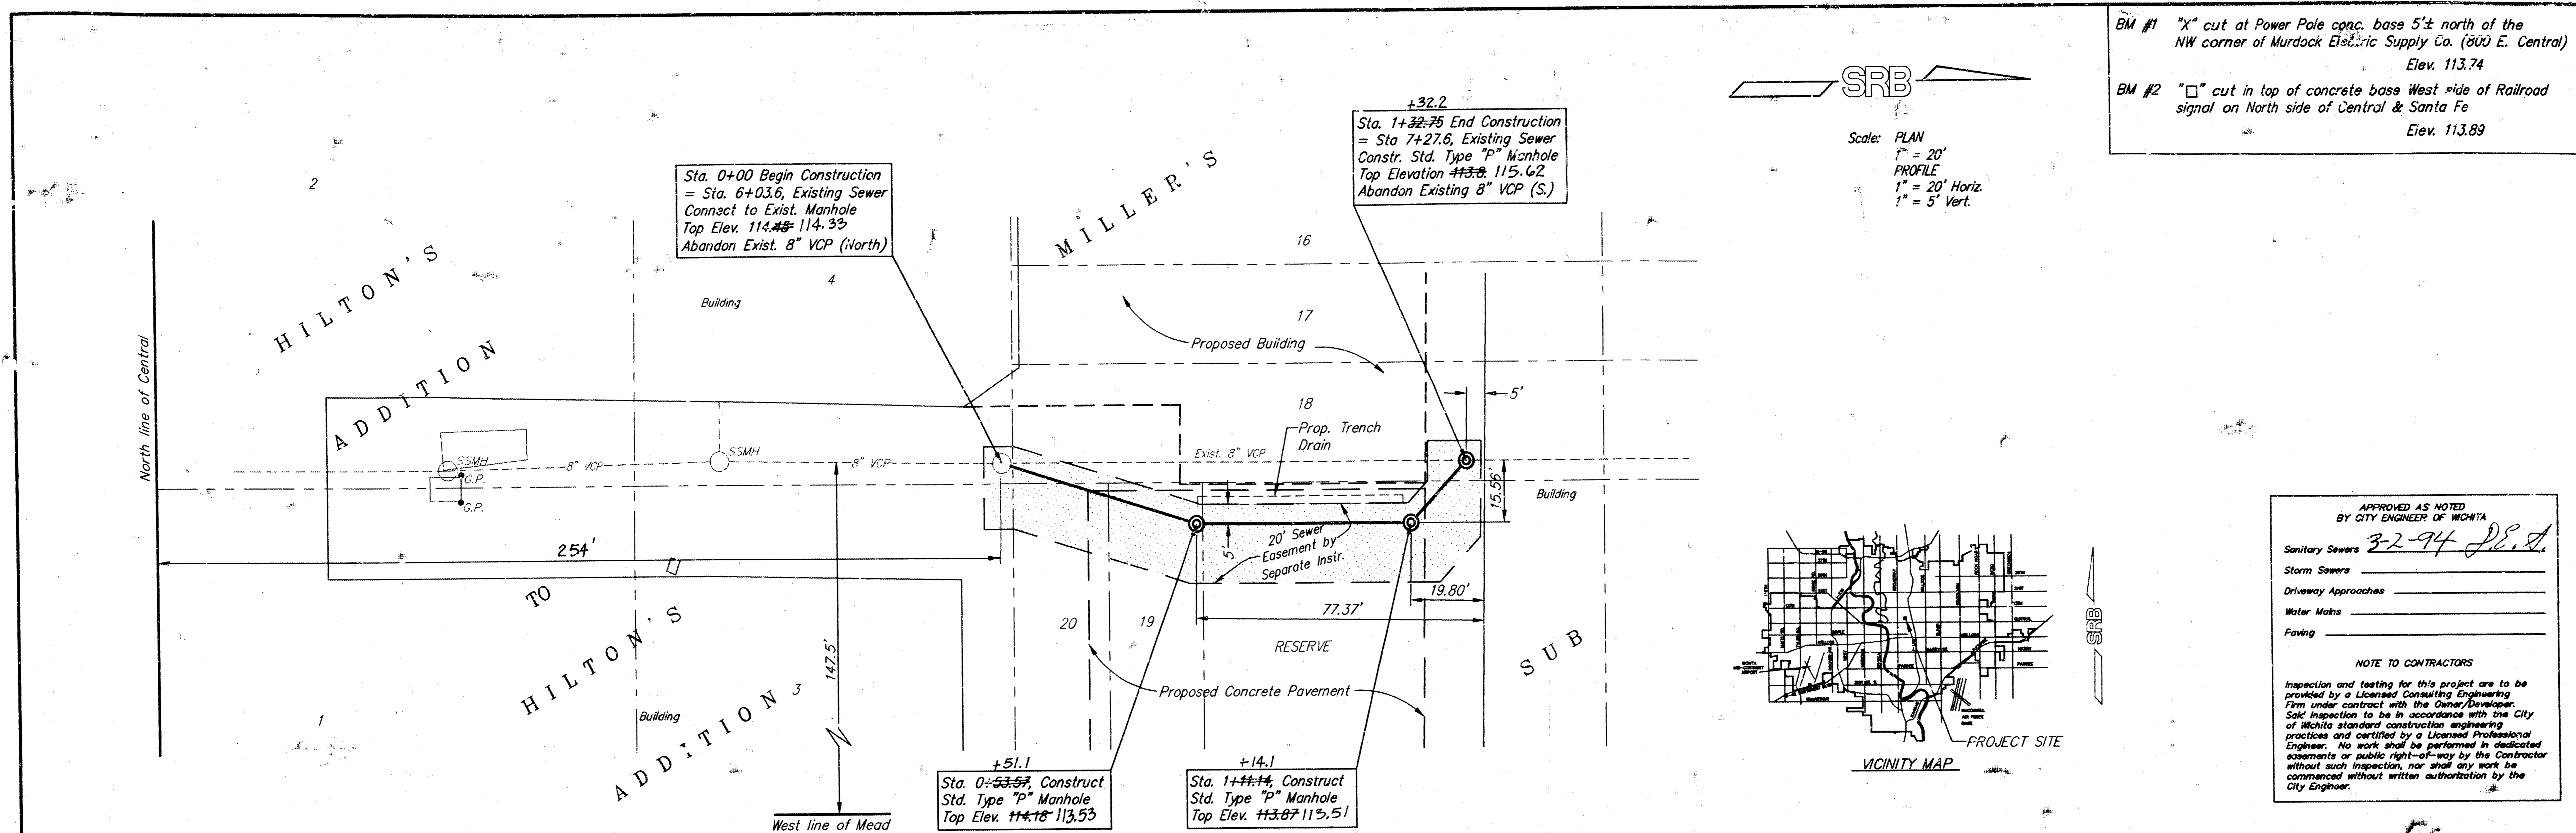 BM #1 "X" cut at Power Pole conc. base 5'± north of the
NW corner of Murdock Electric Supply Co. (800 E. Central)
Elev. 113.74
BM #2 "□" cut in top of concrete base West side of Railroad
signal on North side of Central & Santa Fe
Elev. 113.89
SRB
Scale: PLAN
1" = 20'
PROFILE
1" = 20' Horiz.
1" = 5' Vert.
+32.2
Sta. 1+32.75 End Construction
= Sta 7+27.6, Existing Sewer
Constr. Std. Type "P" Manhole
Top Elevation 113.8. 115.62
Abandon Existing 8" VCP (S.)
Sta. 0+00 Begin Construction
= Sta. 6+03.6, Existing Sewer
Connect to Exist. Manhole
Top Elev. 114.45 114.33
Abandon Exist. 8" VCP (North)
2
HILTON'S
ADDITION
TO
HILTON'S
ADDITION
MILLER'S
SUB
4
Building
16
17
Proposed Building
18
Prop. Trench
Drain
5'
North line of Central
SSMH
8" VCP
SSMH
8" VCP
Exist. 8" VCP
G.P.
G.P.
15.56'
Building
254'
5'
20' Sewer
Easement by
Separate Instr.
19.80'
77.37'
20
19
RESERVE
147.5'
Proposed Concrete Pavement
1
3
Building
West line of Mead
+51.1
Sta. 0+53.57, Construct
Std. Type "P" Manhole
Top Elev. 114.18 113.53
+14.1
Sta. 1+11.14, Construct
Std. Type "P" Manhole
Top Elev. 113.87 113.51
PROJECT SITE
VICINITY MAP
SRB
APPROVED AS NOTED
BY CITY ENGINEER OF WICHITA
Sanitary Sewers 3-2-94
Storm Sewers
Driveway Approaches
Water Mains
Paving
NOTE TO CONTRACTORS
Inspection and testing for this project are to be
provided by a Licensed Consulting Engineering
Firm under contract with the Owner/Developer.
Said inspection to be in accordance with the City
of Wichita standard construction engineering
practices and certified by a Licensed Professional
Engineer. No work shall be performed in dedicated
easements or public right-of-way by the Contractor
without such inspection, nor shall any work be
commenced without written authorization by the
City Engineer.